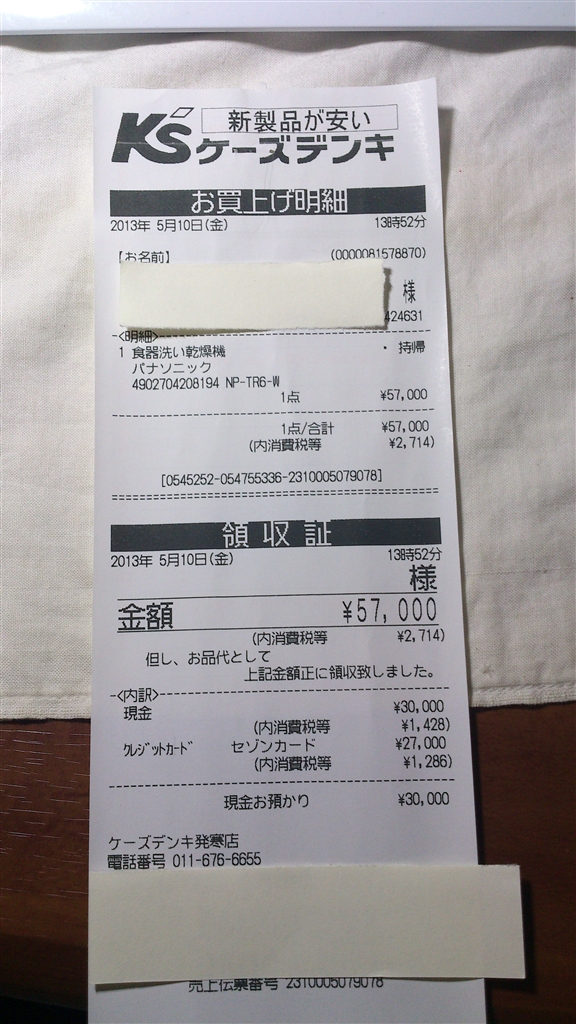 新製品が安い
K'S ケーズデンキ
お買上げ明細
2013年 5月10日(金) 13時52分
【お名前】 (0000081578870)
様
424631
-<明細>-
1 食器洗い乾燥機 ・ 持帰
パナソニック
4902704208194 NP-TR6-W
1点 ¥57,000
1点/合計 ¥57,000
(内消費税等 ¥2,714)
[0545252-054755336-2310005079078]
領収証
2013年 5月10日(金) 13時52分
様
金額 ¥57,000
(内消費税等 ¥2,714)
但し、お品代として
上記金額正に領収致しました。
-<内訳>-
現金 ¥30,000
(内消費税等 ¥1,428)
クレジットカード セゾンカード ¥27,000
(内消費税等 ¥1,286)
現金お預かり ¥30,000
ケーズデンキ発寒店
電話番号 011-676-6655
売上伝票番号 2310005079078